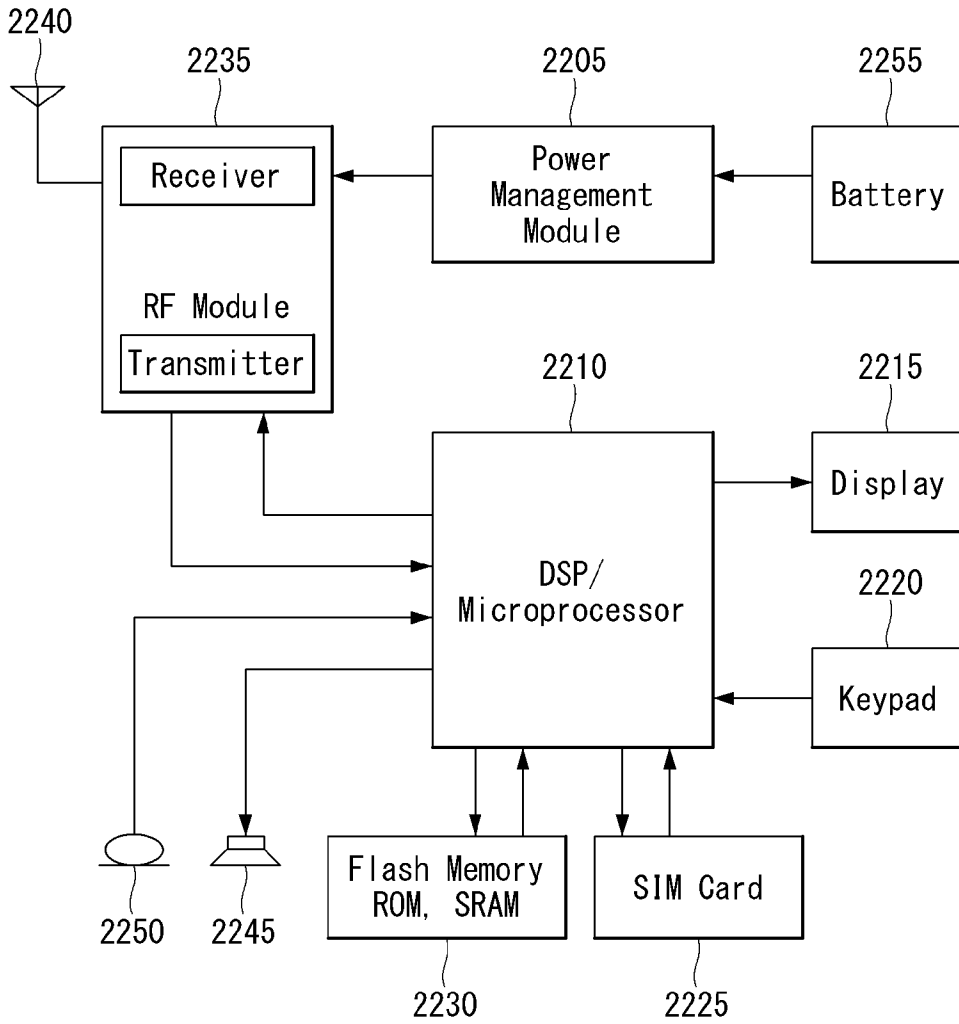 2240
2235
2205
2255
Receiver
RF Module
Transmitter
Power
Management
Module
Battery
2210
2215
DSP/
Microprocessor
Display
2220
Keypad
2250
2245
Flash Memory
ROM, SRAM
SIM Card
2230
2225